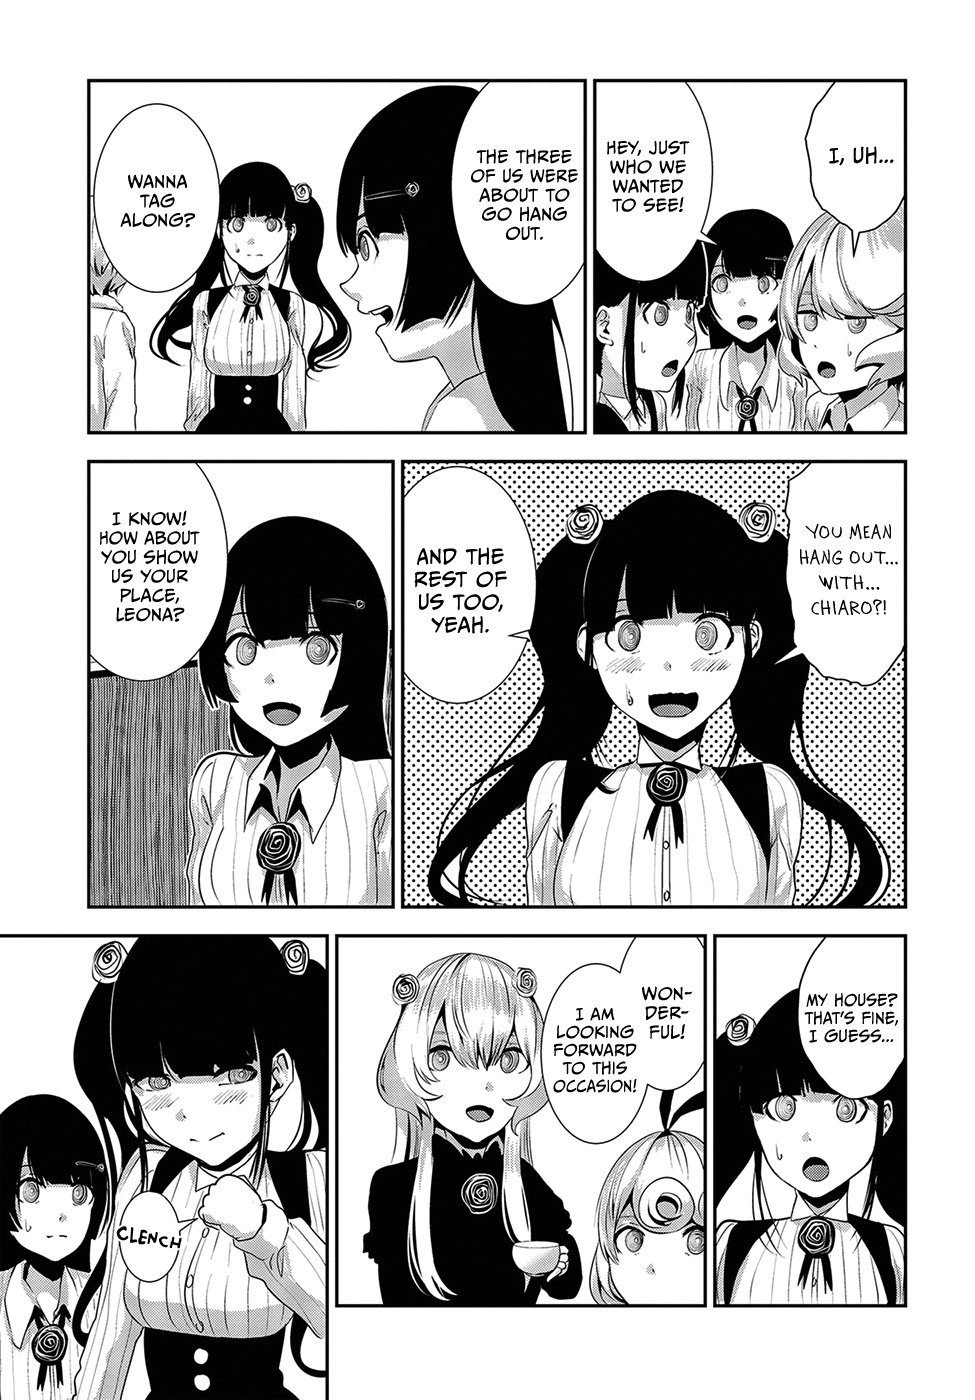 I, UH...
HEY, JUST
WHO WE
WANTED
TO SEE!
THE THREE
OF US WERE
ABOUT TO
GO HANG
OUT.
WANNA
TAG
ALONG?
YOU MEAN
HANG OUT...
WITH...
CHIARO?!
AND THE
REST OF
US TOO,
YEAH.
I KNOW!
HOW ABOUT
YOU SHOW
US YOUR
PLACE,
LEONA?
MY HOUSE?
THAT'S FINE,
I GUESS...
WON-
DER-
FUL!
I AM
LOOKING
FORWARD
TO THIS
OCCASION!
CLENCH